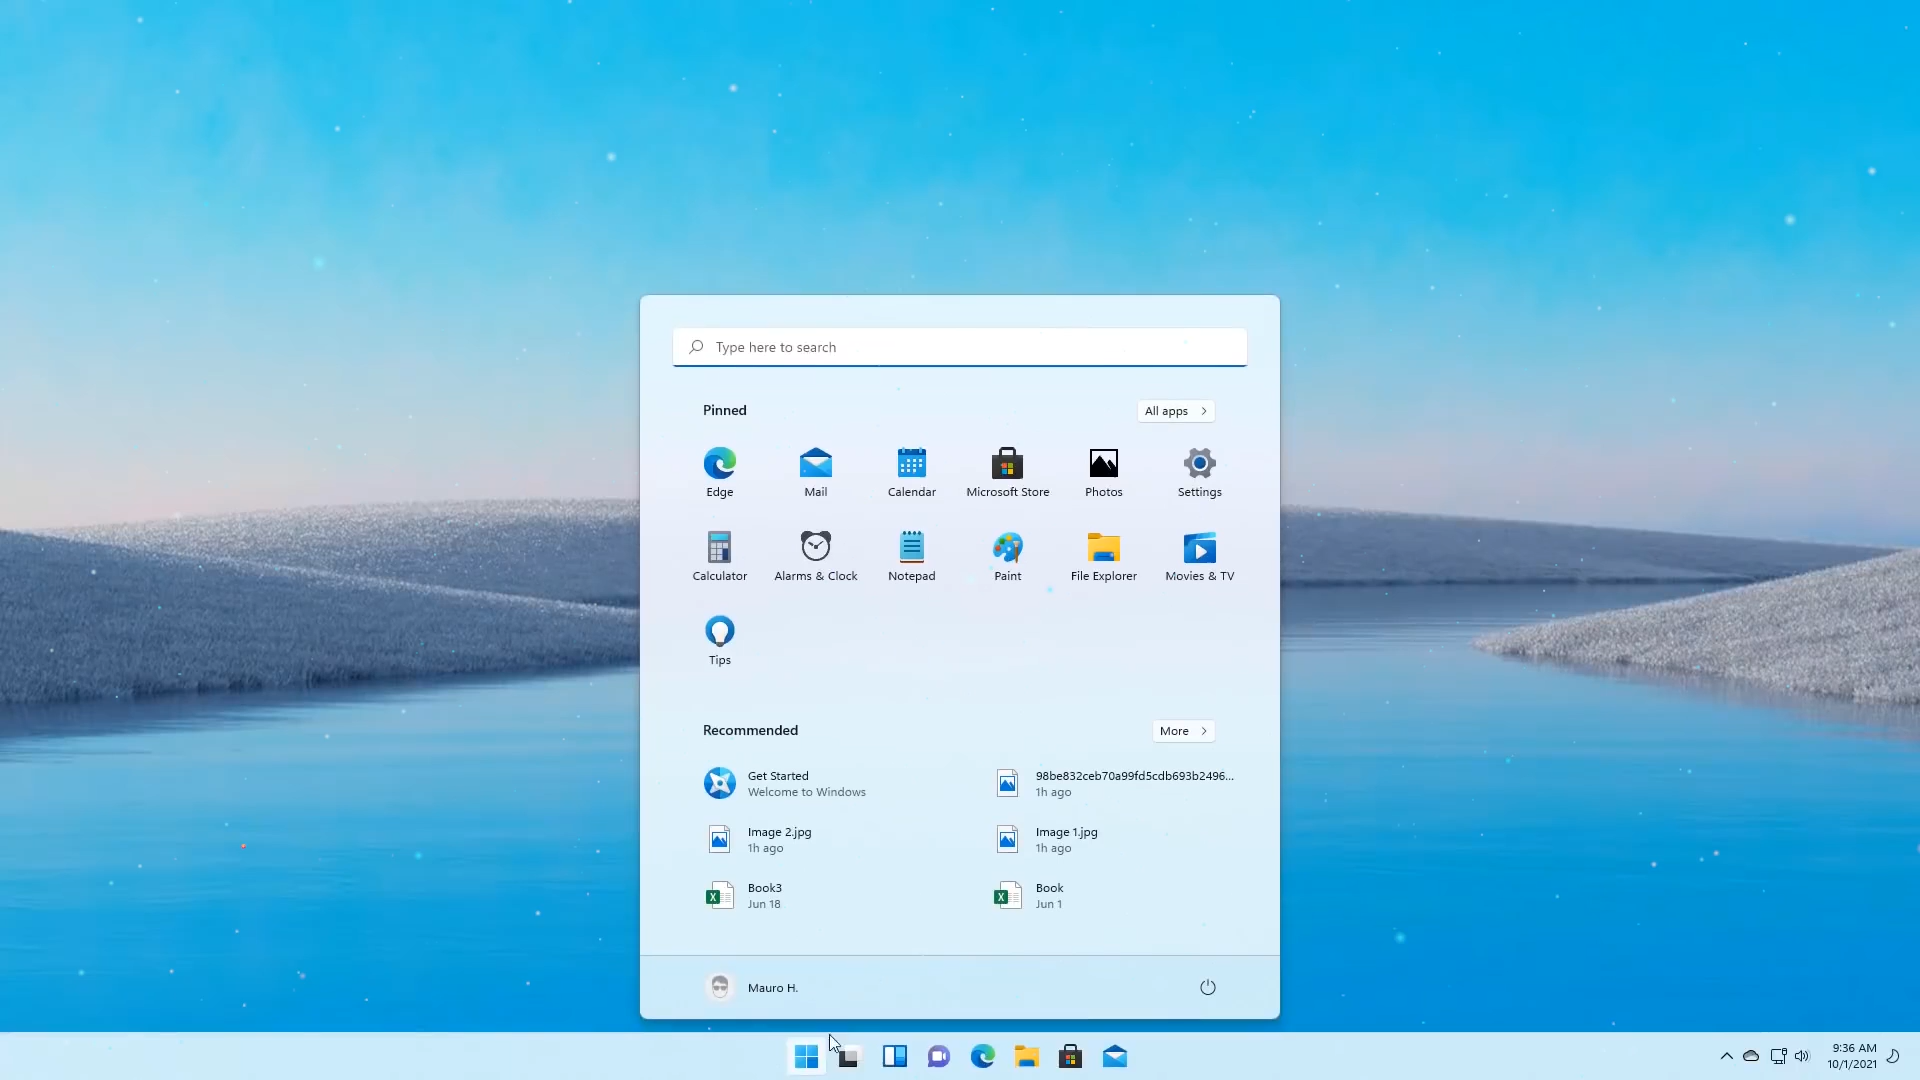 Type here to search
Pinned
All apps
Edge
Mail
Calendar
Microsoft Store
Photos
Settings
Calculator
Alarms & Clock
Notepad
Paint
File Explorer
Movies & TV
Tips
Recommended
More
Get Started
Welcome to Windows
98be832ceb70a99fd5cdb693b2496...
1h ago
Image 2.jpg
1h ago
Image 1.jpg
1h ago
Book3
Jun 18
Book
Jun 1
Mauro H.
9:36 AM
10/1/2021